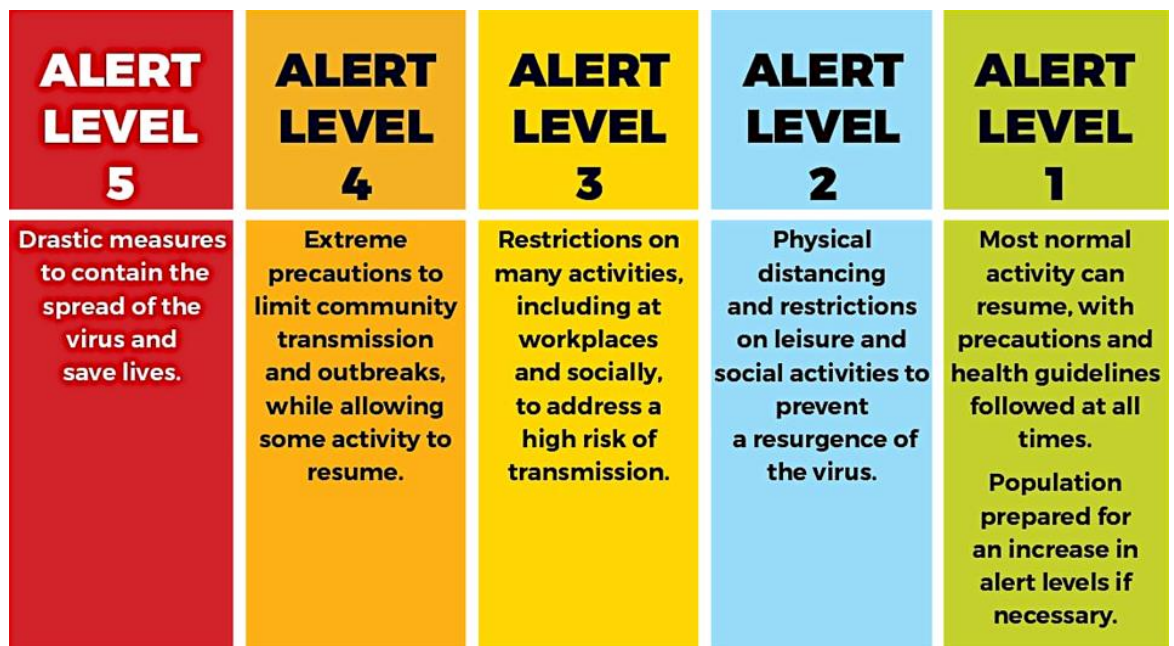 ALERT
LEVEL
5
Drastic measures
to contain the
spread of the
virus and
save lives.
ALERT
LEVEL
4
Extreme
precautions to
limit community
transmission
and outbreaks,
while allowing
some activity to
resume.
ALERT
LEVEL
3
Restrictions on
many activities,
including at
workplaces
and socially,
to address a
high risk of
transmission.
ALERT
LEVEL
2
Physical
distancing
and restrictions
on leisure and
social activities to
prevent
a resurgence of
the virus.
ALERT
LEVEL
1
Most normal
activity can
resume, with
precautions and
health guidelines
followed at all
times.
Population
prepared for
an increase in
alert levels if
necessary.